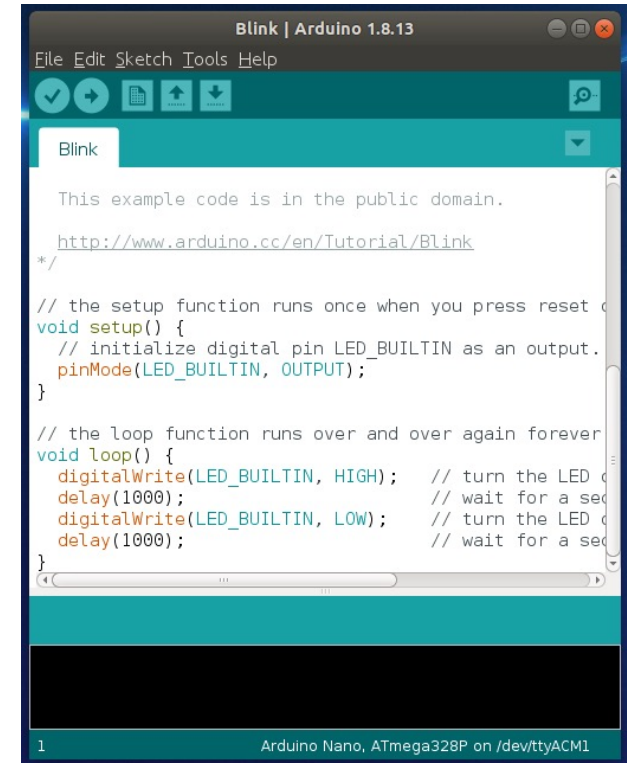 Blink | Arduino 1.8.13
File Edit Sketch Tools Help
Blink
This example code is in the public domain.
http://www.arduino.cc/en/Tutorial/Blink
*/
// the setup function runs once when you press reset
void setup() {
// initialize digital pin LED_BUILTIN as an output.
pinMode(LED_BUILTIN, OUTPUT);
}
// the loop function runs over and over again forever
void loop() {
digitalWrite(LED_BUILTIN, HIGH); // turn the LED
delay(1000); // wait for a sec
digitalWrite(LED_BUILTIN, LOW); // turn the LED
delay(1000); // wait for a sec
}
1 Arduino Nano, ATmega328P on /dev/ttyACM1